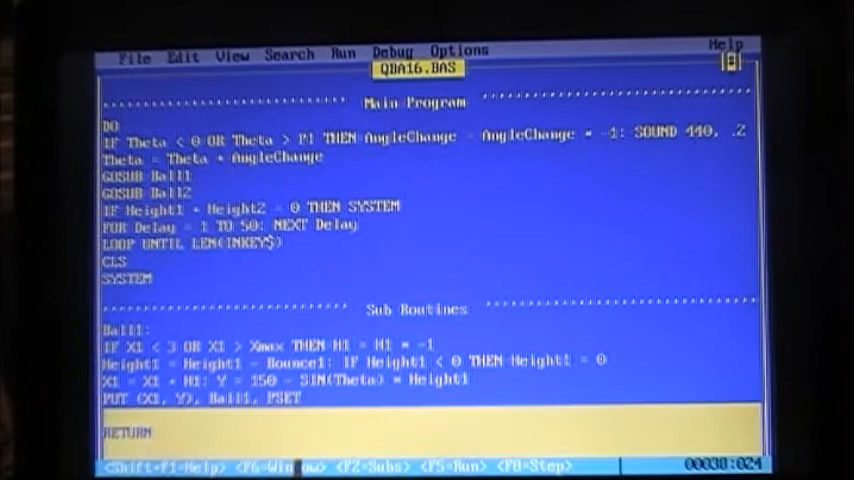 File Edit View Search Run Debug Options Help
QBA16.BAS
Main Program
DO
IF Theta < 0 OR Theta > PI THEN AngleChange = AngleChange * -1: SOUND 440, .2
Theta = Theta + AngleChange
GOSUB Ball1
GOSUB Ball2
IF Height1 + Height2 = 0 THEN SYSTEM
FOR Delay = 1 TO 50: NEXT Delay
LOOP UNTIL LEN(INKEY$)
CLS
SYSTEM
Sub Routines
Ball1:
IF X1 < 3 OR X1 > Xmax THEN H1 = H1 * -1
Height1 = Height1 - Bounce1: IF Height1 < 0 THEN Height1 = 0
X1 = X1 + H1: Y = 150 - SIN(Theta) * Height1
PUT (X1, Y), Ball1, PSET
RETURN
<Shift+F1=Help> <F6=Window> <F2=Subs> <F5=Run> <F8=Step> 00038:024